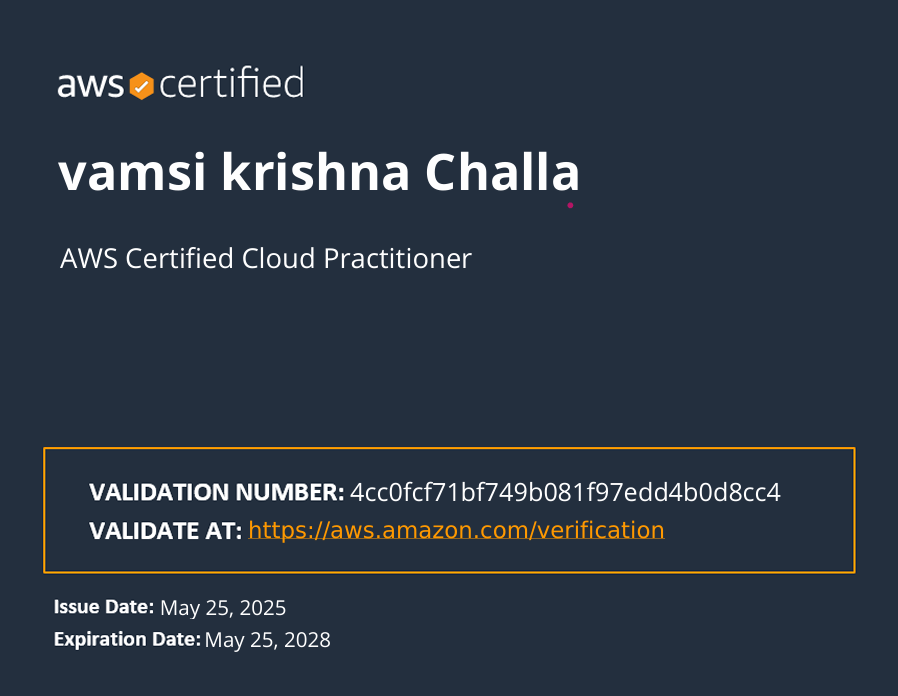 aws certified
vamsi krishna Challa
AWS Certified Cloud Practitioner
VALIDATION NUMBER: 4cc0fcf71bf749b081f97edd4b0d8cc4
VALIDATE AT: https://aws.amazon.com/verification
Issue Date: May 25, 2025
Expiration Date: May 25, 2028